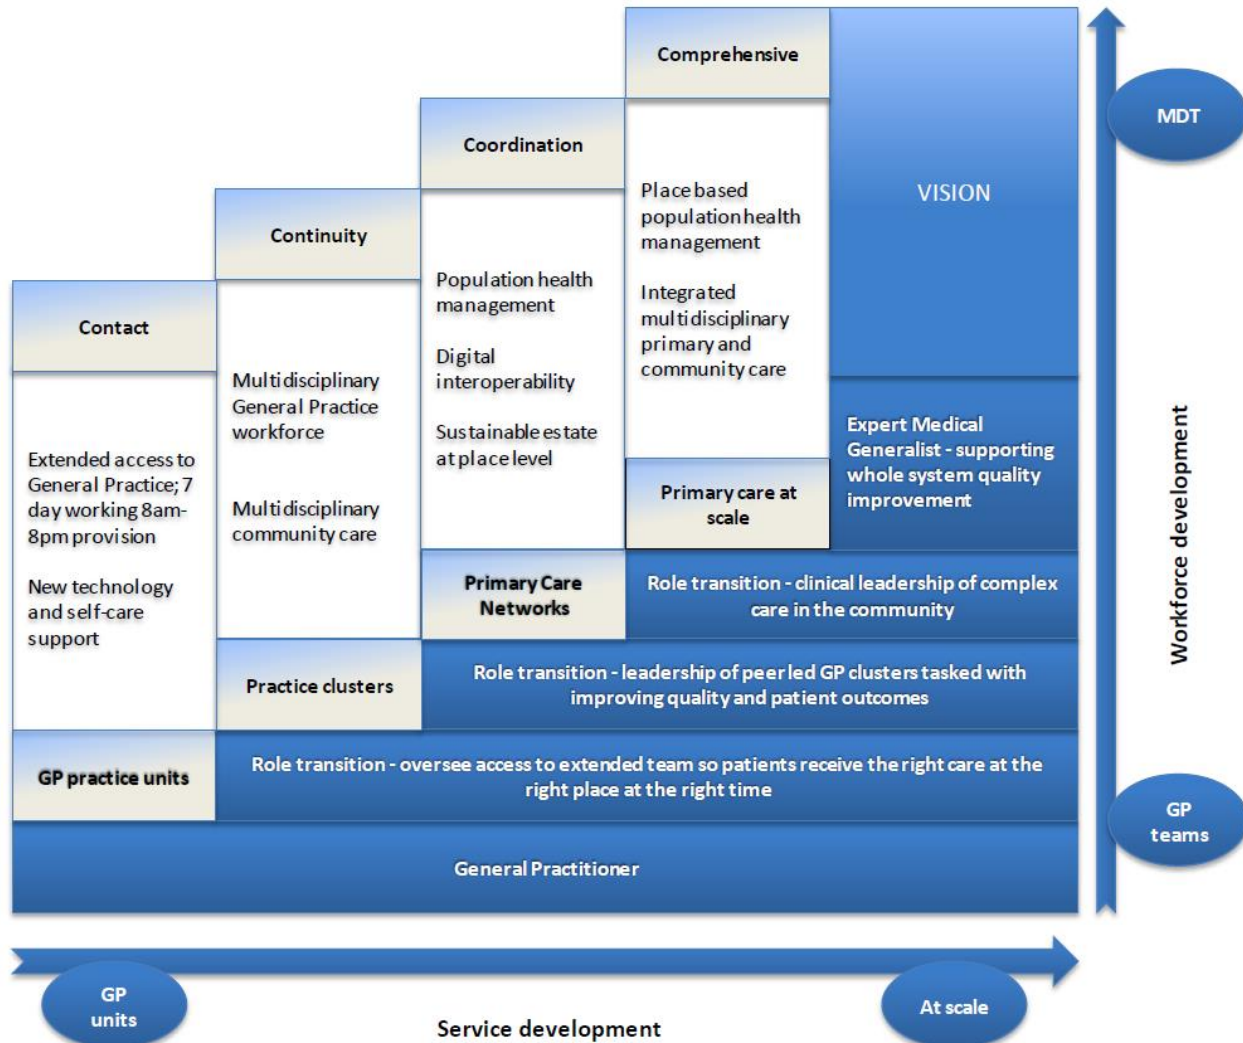 Comprehensive
Coordination
Continuity
Contact
Place based
population health
management
Integrated
multidisciplinary
primary and
community care
Primary care at
scale
Population health
management
Digital
interoperability
Sustainable estate
at place level
Primary Care
Networks
Multidisciplinary
General Practice
workforce
Multidisciplinary
community care
Practice clusters
Extended access to
General Practice; 7
day working 8am-
8pm provision
New technology
and self-care
support
GP practice units
VISION
Expert Medical
Generalist - supporting
whole system quality
improvement
Role transition - clinical leadership of complex
care in the community
Role transition - leadership of peer led GP clusters tasked with
improving quality and patient outcomes
Role transition - oversee access to extended team so patients receive the right care at the
right place at the right time
General Practitioner
MDT
Workforce development
GP
teams
GP
units
Service development
At scale